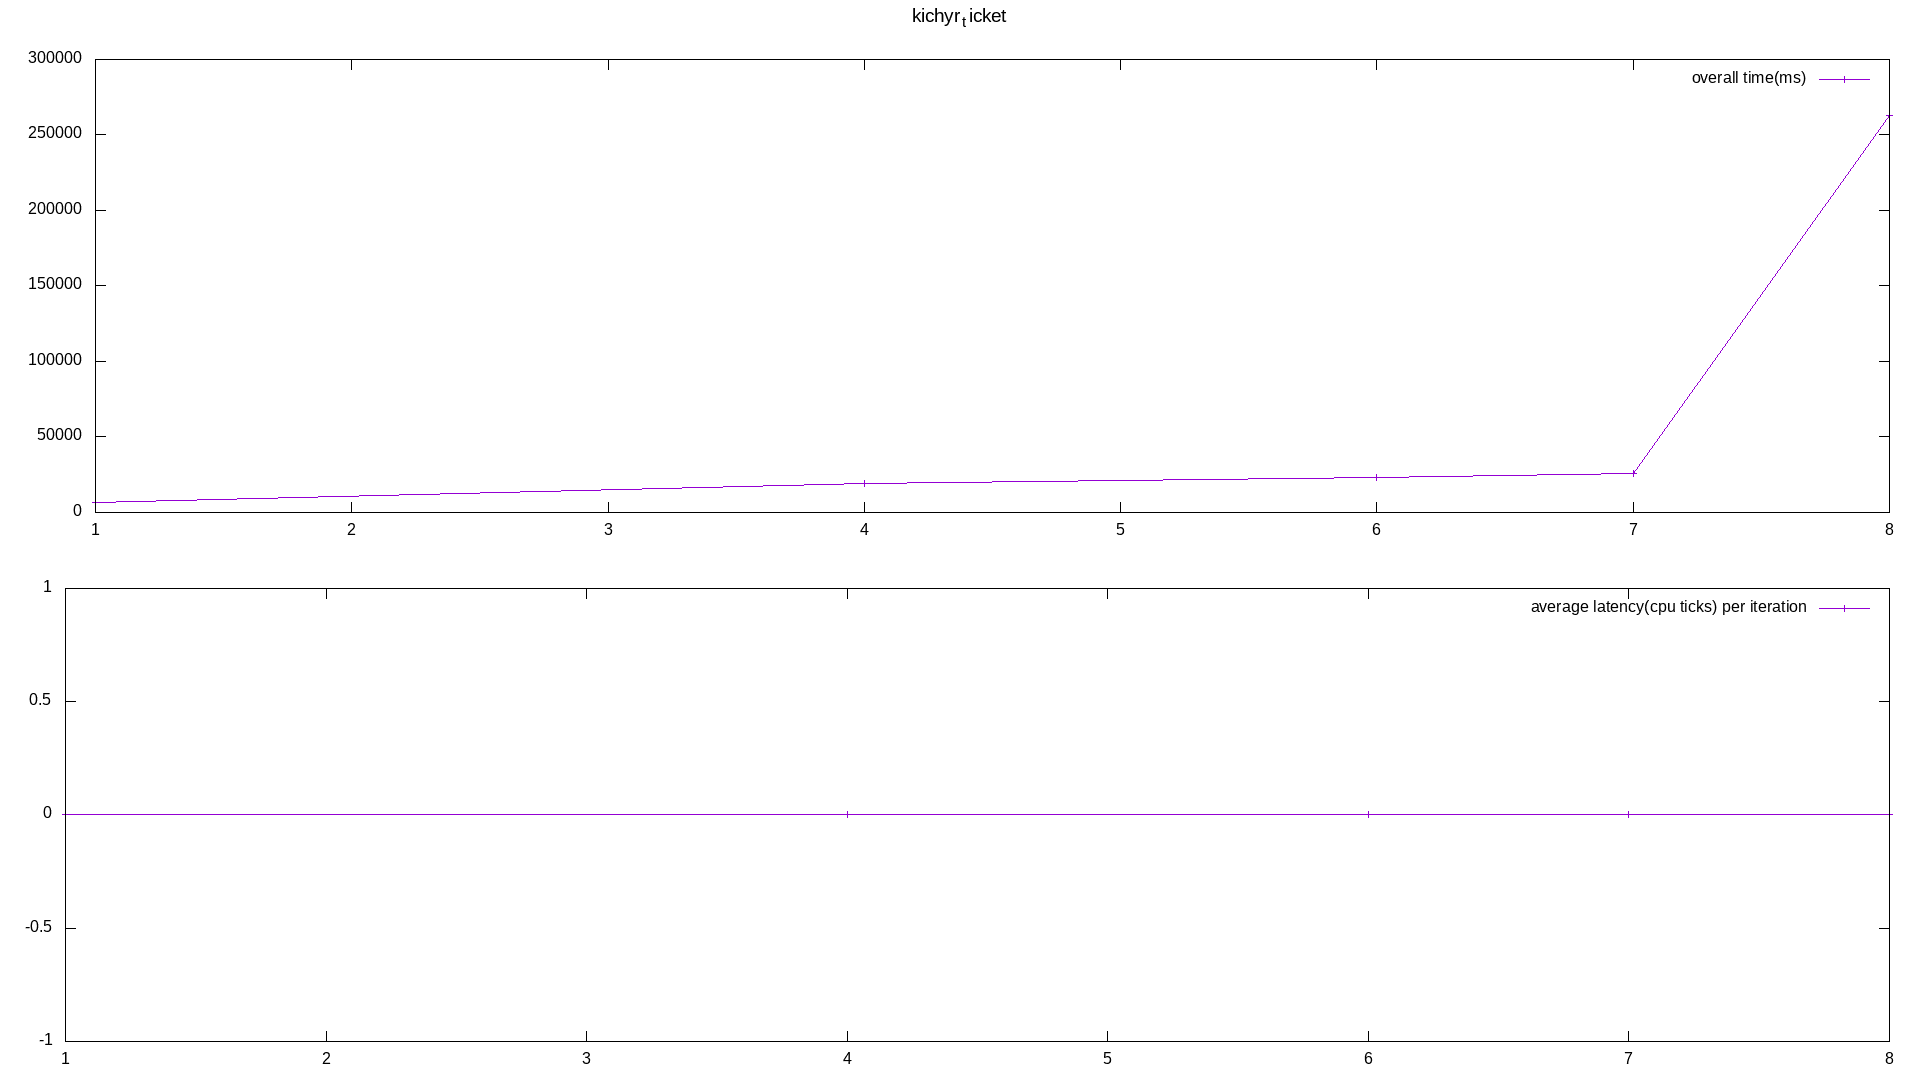 kichyr_ticket
300000
overall time(ms)
250000
200000
150000
100000
50000
0
1 2 3 4 5 6 7 8
1
average latency(cpu ticks) per iteration
0.5
0
-0.5
-1
1 2 3 4 5 6 7 8